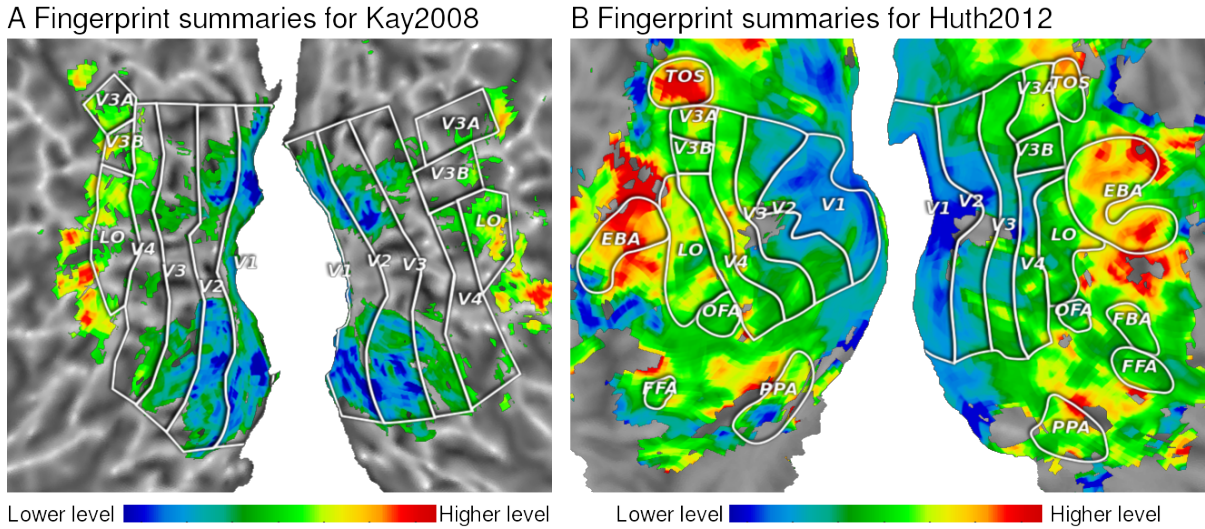 A Fingerprint summaries for Kay2008
B Fingerprint summaries for Huth2012
V3A
V3B
LO
V4
V3
V2
V1
V3A
V3B
LO
V1
V2
V3
V4
TOS
V3A
V3B
V3
V2
V1
EBA
LO
V4
OFA
FFA
PPA
V3A
TOS
V3B
EBA
V1
V2
V3
LO
V4
OFA
FBA
FFA
PPA
Lower level
Higher level
Lower level
Higher level